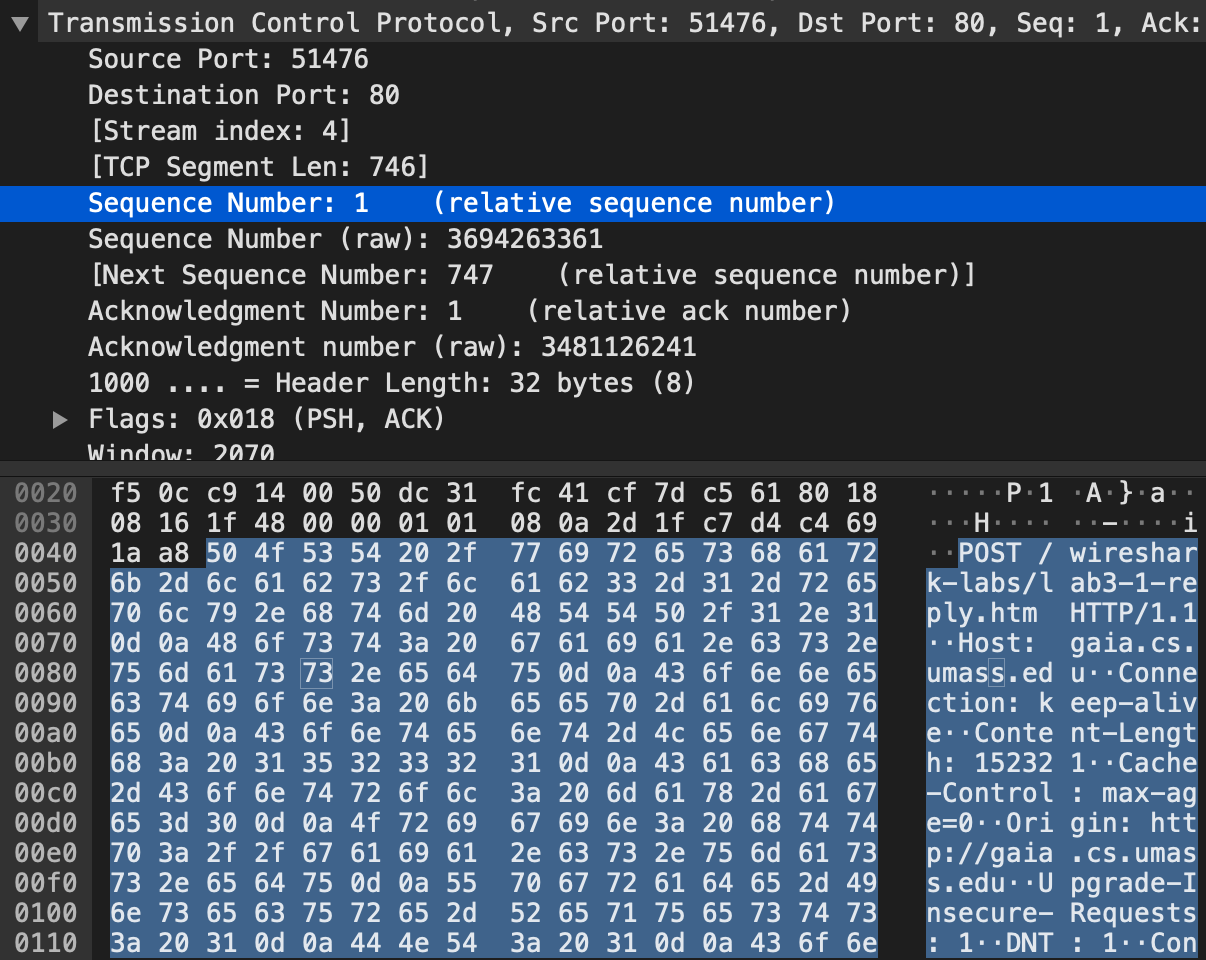 Transmission Control Protocol, Src Port: 51476, Dst Port: 80, Seq: 1, Ack:
Source Port: 51476
Destination Port: 80
[Stream index: 4]
[TCP Segment Len: 746]
Sequence Number: 1    (relative sequence number)
Sequence Number (raw): 3694263361
[Next Sequence Number: 747    (relative sequence number)]
Acknowledgment Number: 1    (relative ack number)
Acknowledgment number (raw): 3481126241
1000 .... = Header Length: 32 bytes (8)
Flags: 0x018 (PSH, ACK)
Window: 2070
0020 f5 0c c9 14 00 50 dc 31 fc 41 cf 7d c5 61 80 18 ·····P·1 ·A·}·a··
0030 08 16 1f 48 00 00 01 01 08 0a 2d 1f c7 d4 c4 69 ···H···· ··-····i
0040 1a a8 50 4f 53 54 20 2f 77 69 72 65 73 68 61 72 ··POST / wireshar
0050 6b 2d 6c 61 62 73 2f 6c 61 62 33 2d 31 2d 72 65 k-labs/l ab3-1-re
0060 70 6c 79 2e 68 74 6d 20 48 54 54 50 2f 31 2e 31 ply.htm  HTTP/1.1
0070 0d 0a 48 6f 73 74 3a 20 67 61 69 61 2e 63 73 2e ··Host:  gaia.cs.
0080 75 6d 61 73 73 2e 65 64 75 0d 0a 43 6f 6e 6e 65 umass.ed u··Conne
0090 63 74 69 6f 6e 3a 20 6b 65 65 70 2d 61 6c 69 76 ction: k eep-aliv
00a0 65 0d 0a 43 6f 6e 74 65 6e 74 2d 4c 65 6e 67 74 e··Conte nt-Lengt
00b0 68 3a 20 31 35 32 33 32 31 0d 0a 43 61 63 68 65 h: 15232 1··Cache
00c0 2d 43 6f 6e 74 72 6f 6c 3a 20 6d 61 78 2d 61 67 -Control : max-ag
00d0 65 3d 30 0d 0a 4f 72 69 67 69 6e 3a 20 68 74 74 e=0··Ori gin: htt
00e0 70 3a 2f 2f 67 61 69 61 2e 63 73 2e 75 6d 61 73 p://gaia .cs.umas
00f0 73 2e 65 64 75 0d 0a 55 70 67 72 61 64 65 2d 49 s.edu··U pgrade-I
0100 6e 73 65 63 75 72 65 2d 52 65 71 75 65 73 74 73 nsecure- Requests
0110 3a 20 31 0d 0a 44 4e 54 3a 20 31 0d 0a 43 6f 6e : 1··DNT : 1··Con